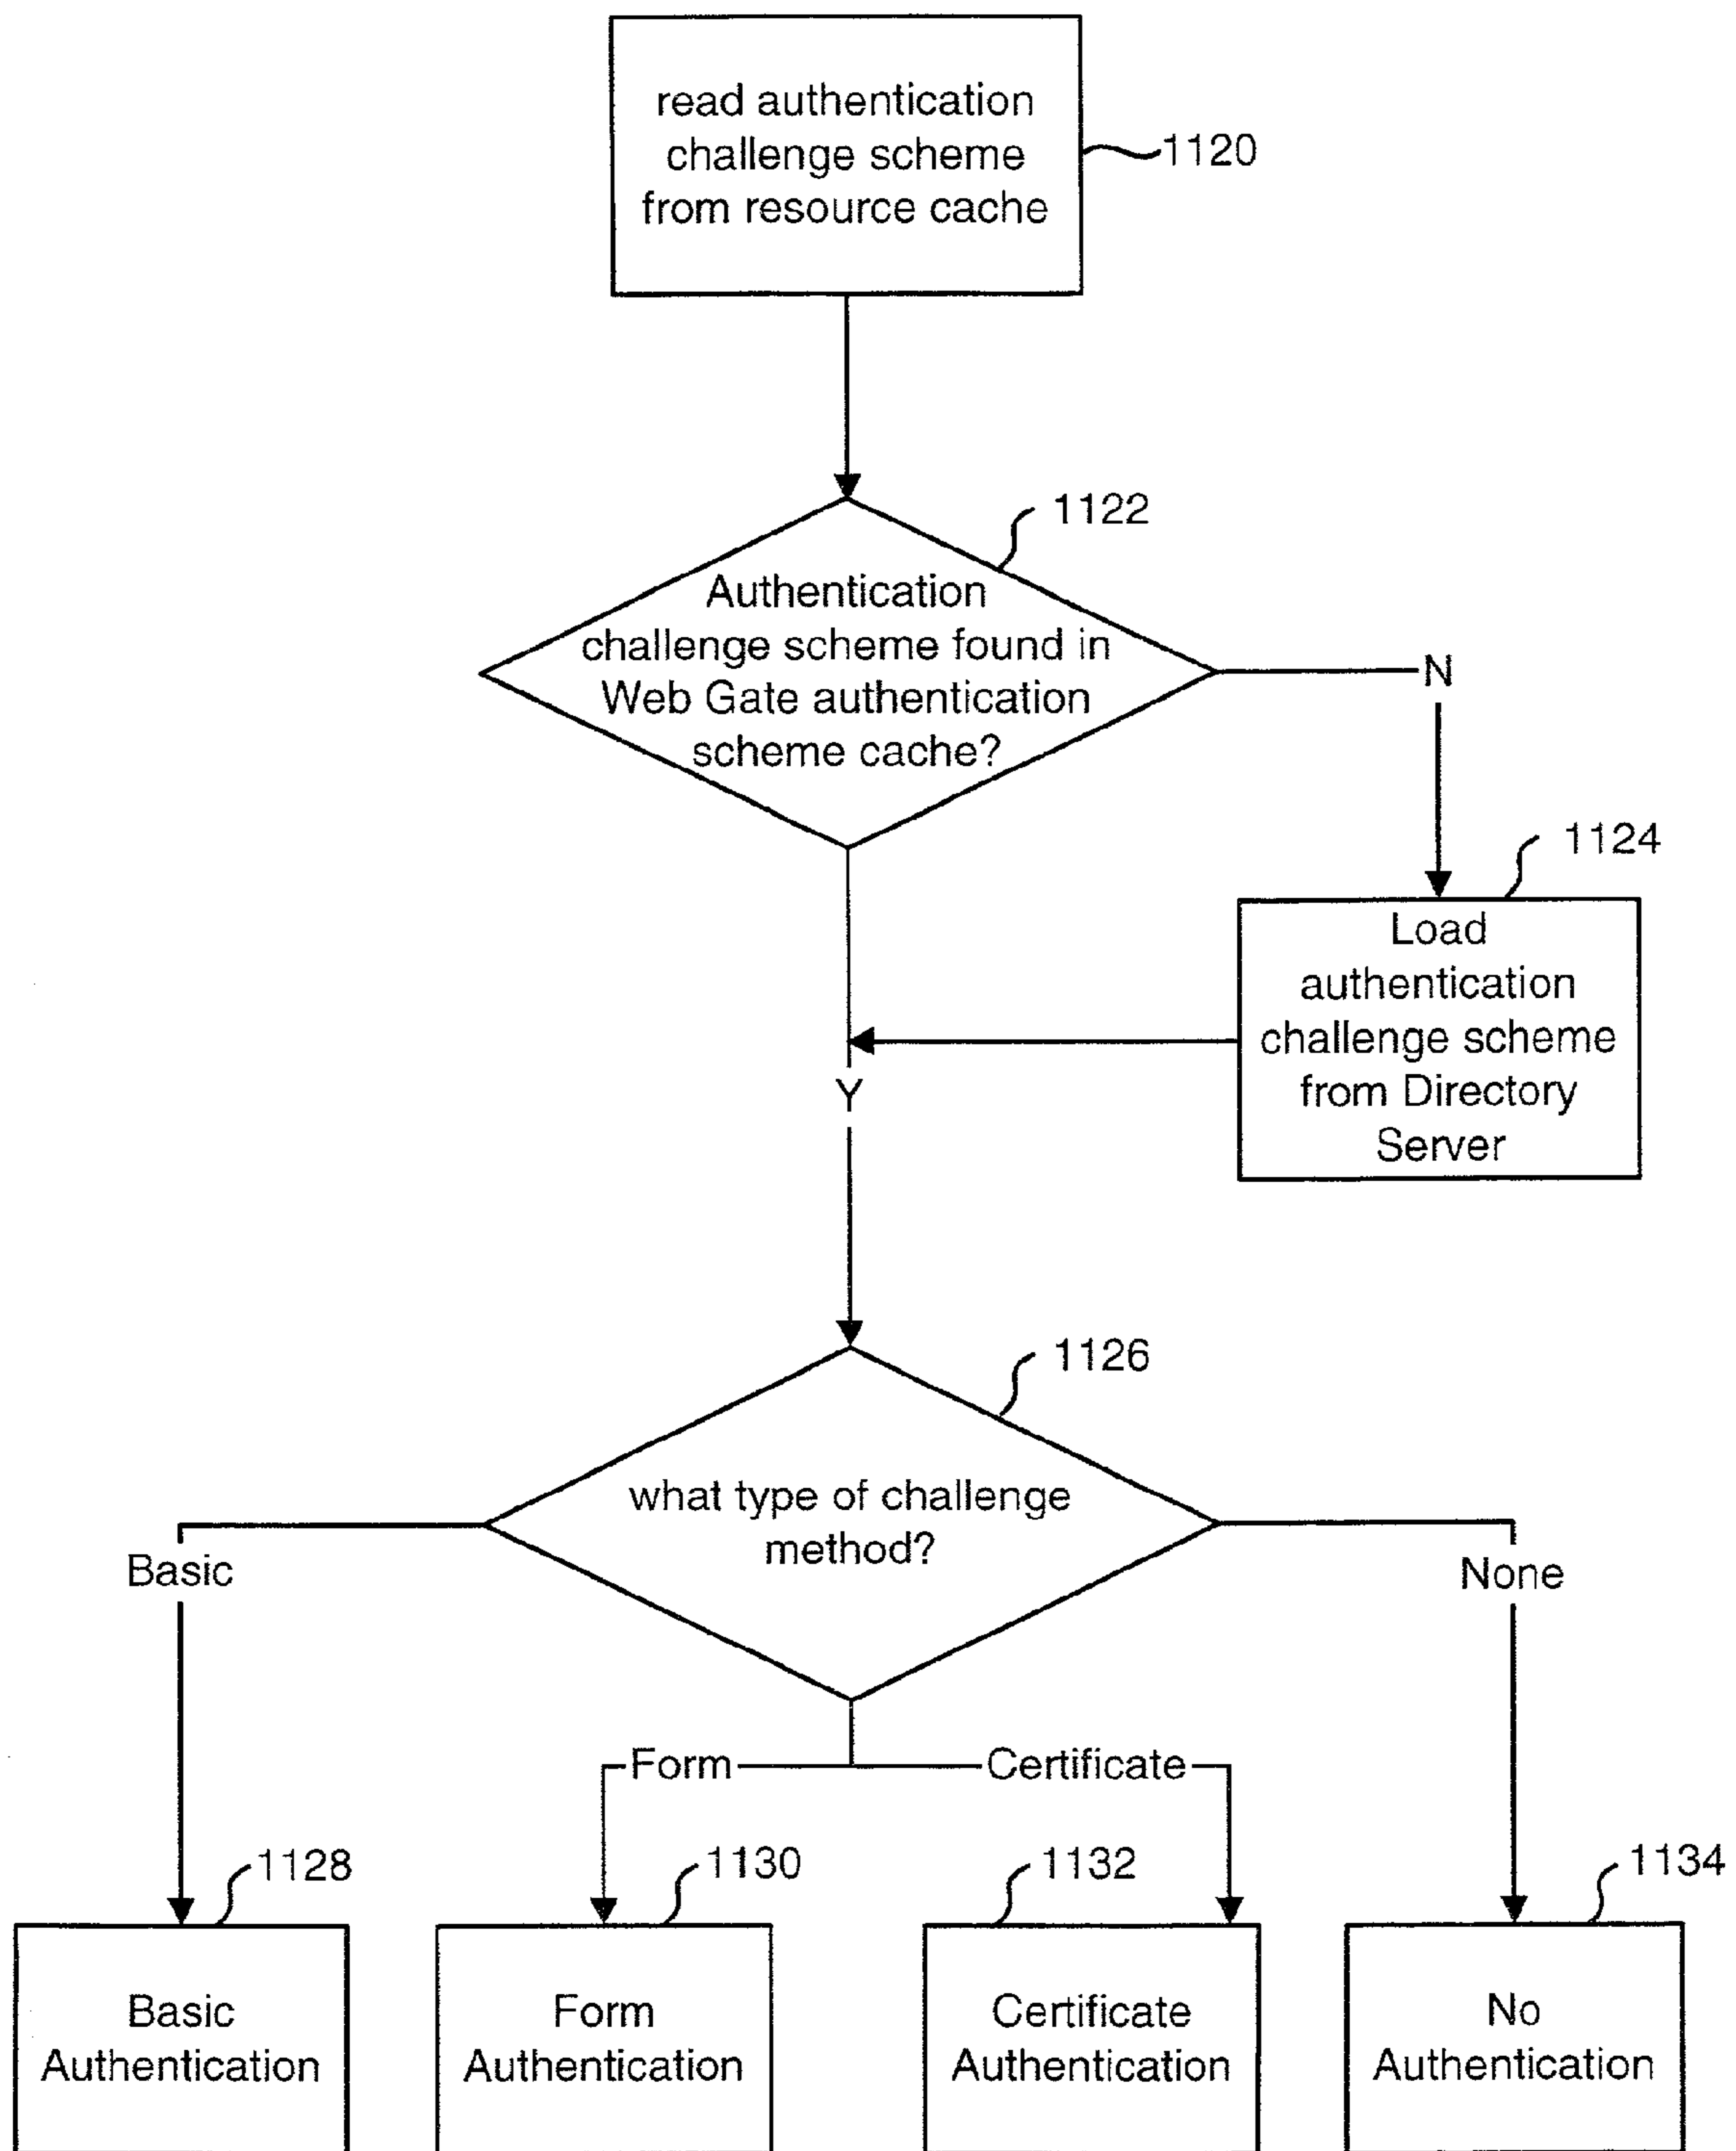 read authentication
challenge scheme
from resource cache
1120
1122
Authentication
challenge scheme found in
Web Gate authentication
scheme cache?
N
1124
Load
authentication
challenge scheme
from Directory
Server
Y
1126
what type of challenge
method?
Basic
None
Form
Certificate
1128
1130
1132
1134
Basic
Authentication
Form
Authentication
Certificate
Authentication
No
Authentication